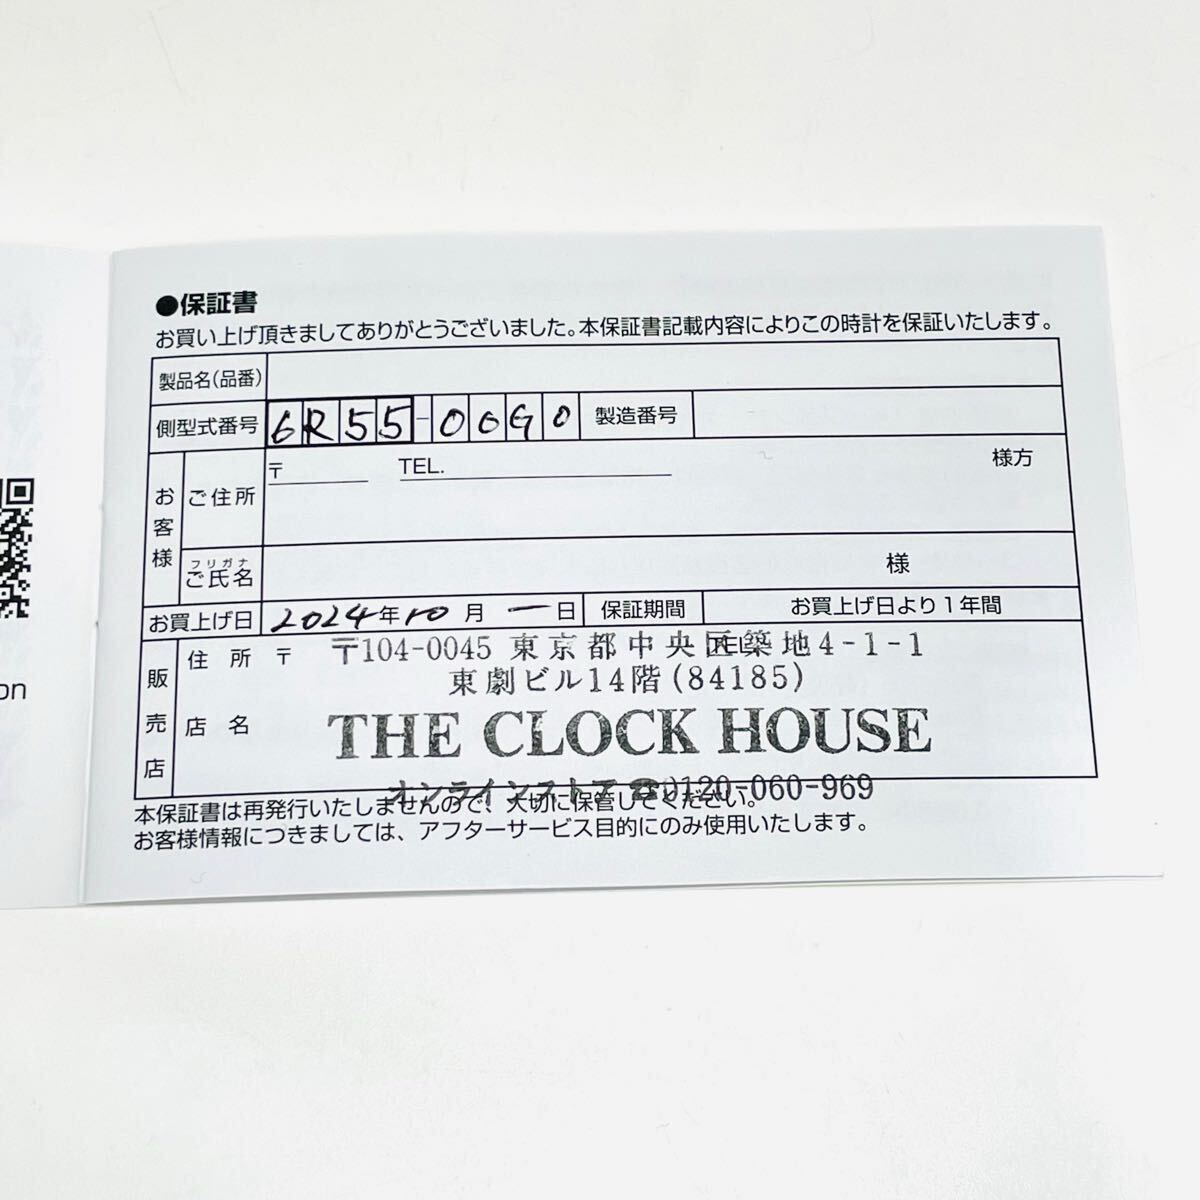 ●保証書
お買い上げ頂きましてありがとうございました。本保証書記載内容によりこの時計を保証いたします。
製品名(品番)
側型式番号 6R55-00G0 製造番号
お客様 ご住所 〒 TEL. 様方
フリガナ
ご氏名 様
お買上げ日 2024年10月一日 保証期間 お買上げ日より1年間
販売店 住所 〒 〒104-0045 東京都中央区築地4-1-1
東劇ビル14階(84185)
店名 THE CLOCK HOUSE
オンラインストア ☎0120-060-969
本保証書は再発行いたしませんので、大切に保管してください。
お客様情報につきましては、アフターサービス目的にのみ使用いたします。
on